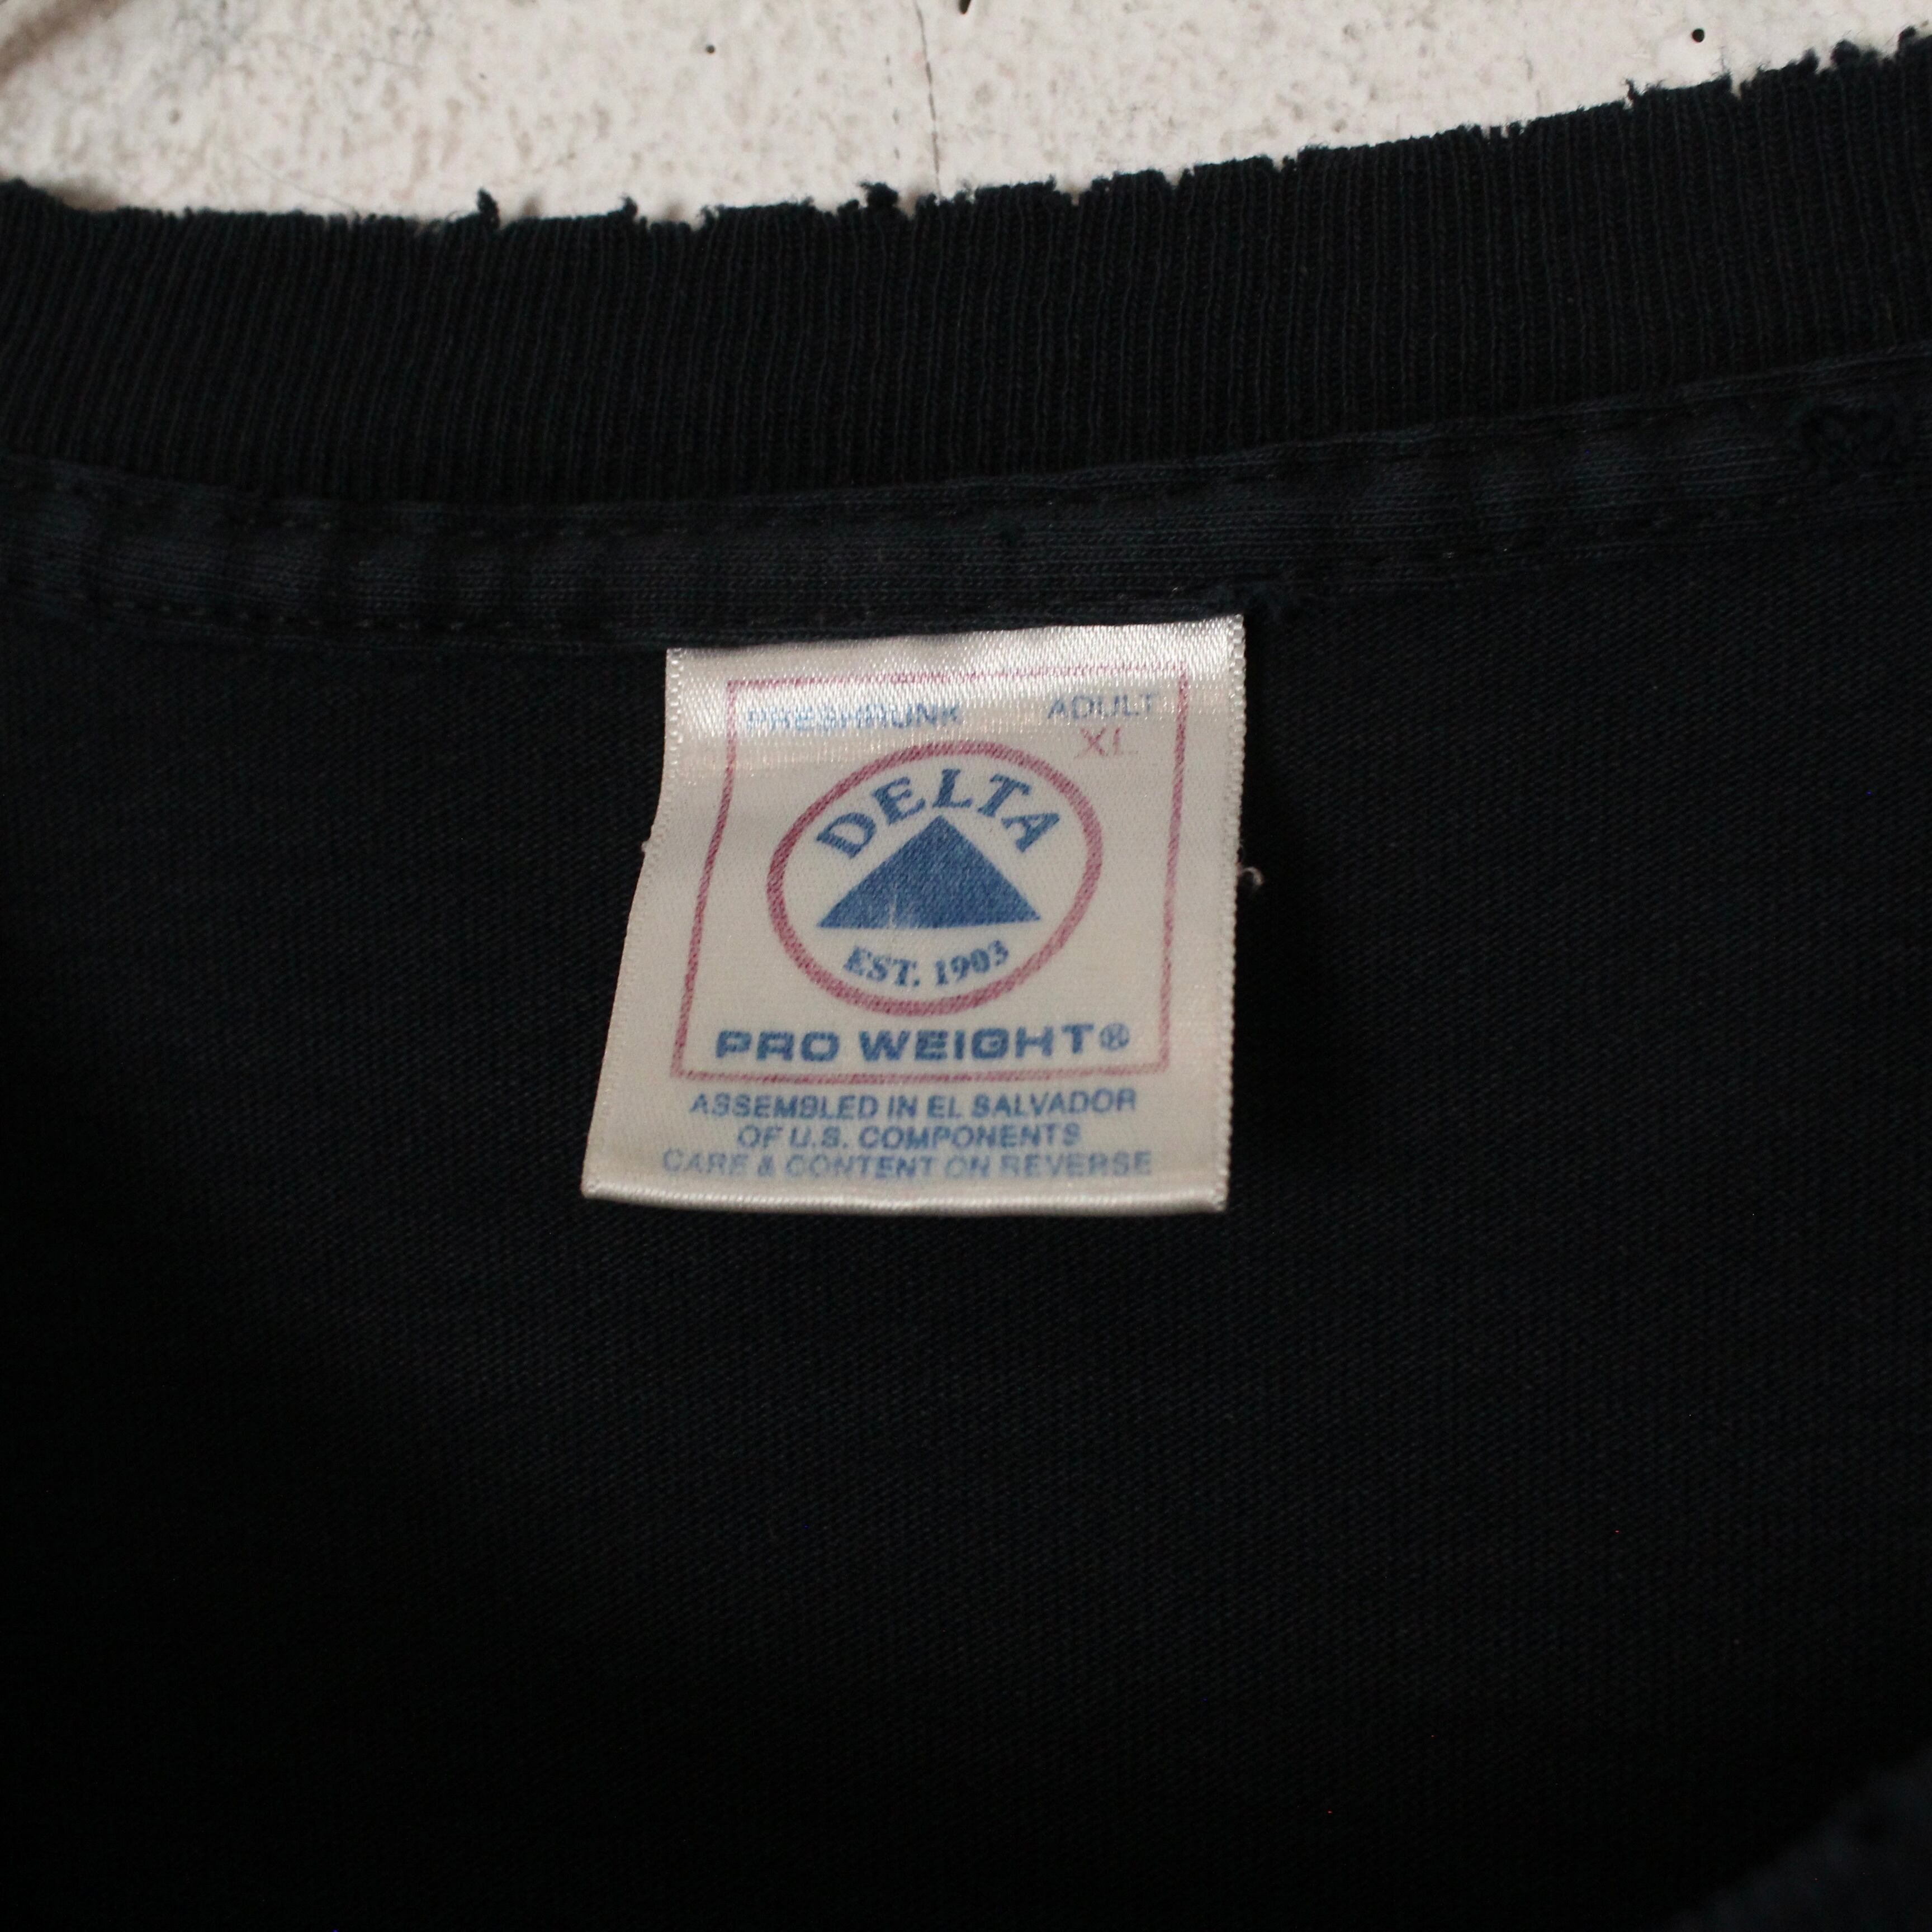 PRESHRUNK ADULT
XL
DELTA
EST. 1903
PRO WEIGHT®
ASSEMBLED IN EL SALVADOR
OF U.S. COMPONENTS
CARE & CONTENT ON REVERSE